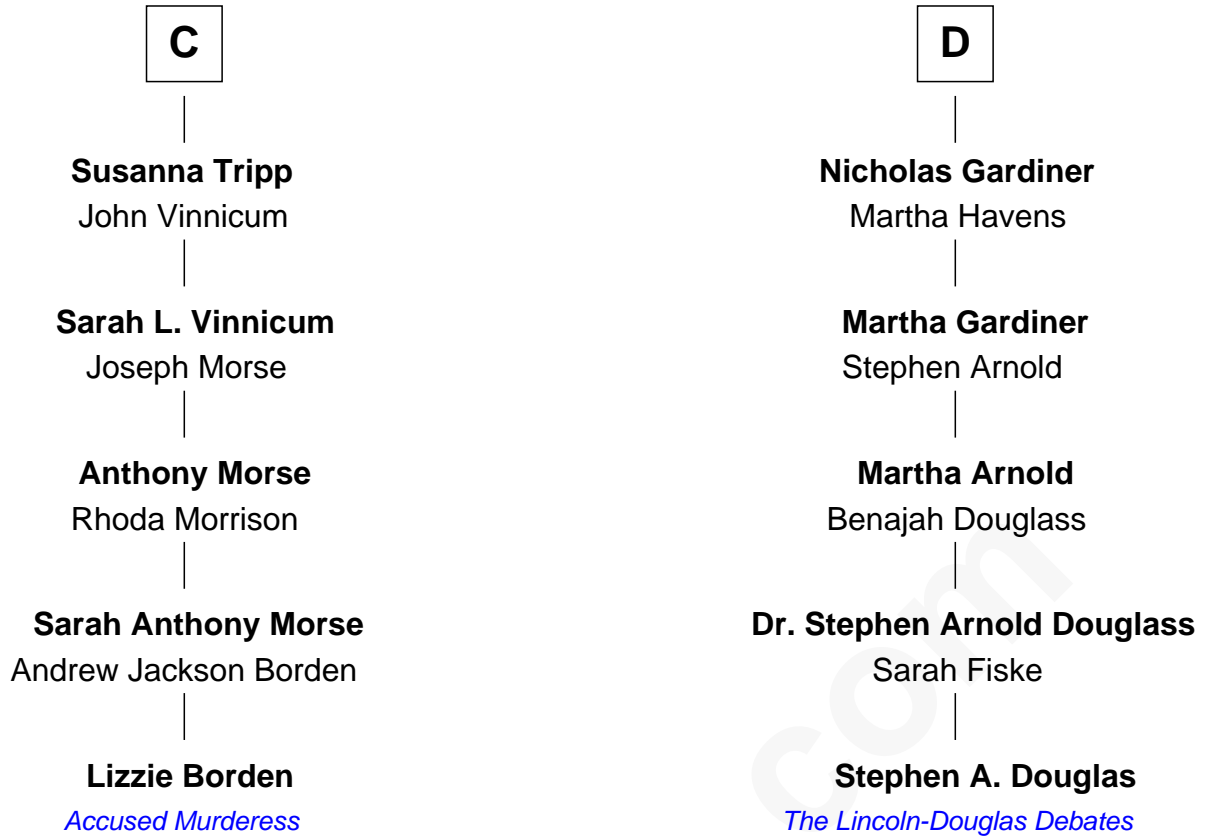 C
Susanna Tripp
John Vinnicum
Sarah L. Vinnicum
Joseph Morse
Anthony Morse
Rhoda Morrison
Sarah Anthony Morse
Andrew Jackson Borden
Lizzie Borden
Accused Murderess
D
Nicholas Gardiner
Martha Havens
Martha Gardiner
Stephen Arnold
Martha Arnold
Benajah Douglass
Dr. Stephen Arnold Douglass
Sarah Fiske
Stephen A. Douglas
The Lincoln-Douglas Debates
com